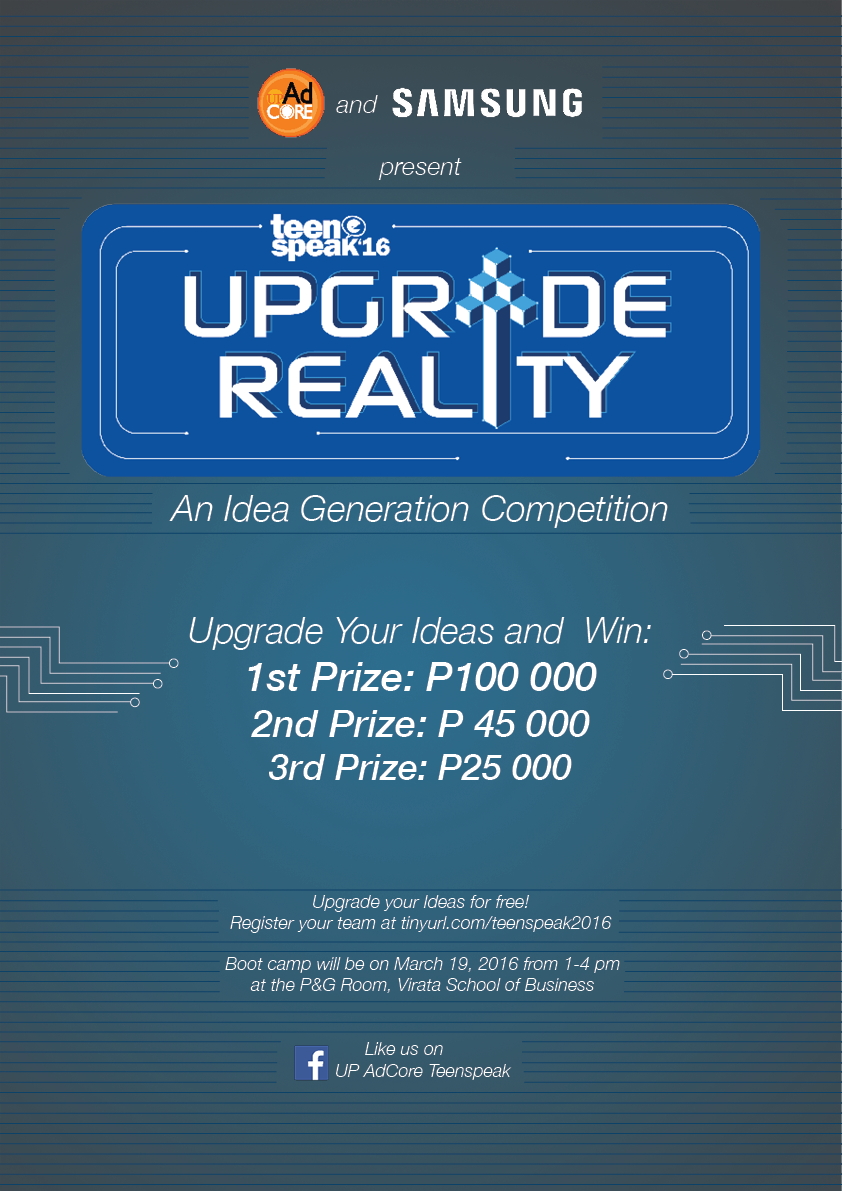 UP Ad
CORE
and SAMSUNG
present
teen
speak'16
UPGRADE
REALITY
An Idea Generation Competition
Upgrade Your Ideas and Win:
1st Prize: P100 000
2nd Prize: P 45 000
3rd Prize: P25 000
Upgrade your Ideas for free!
Register your team at tinyurl.com/teenspeak2016
Boot camp will be on March 19, 2016 from 1-4 pm
at the P&G Room, Virata School of Business
Like us on
f UP AdCore Teenspeak